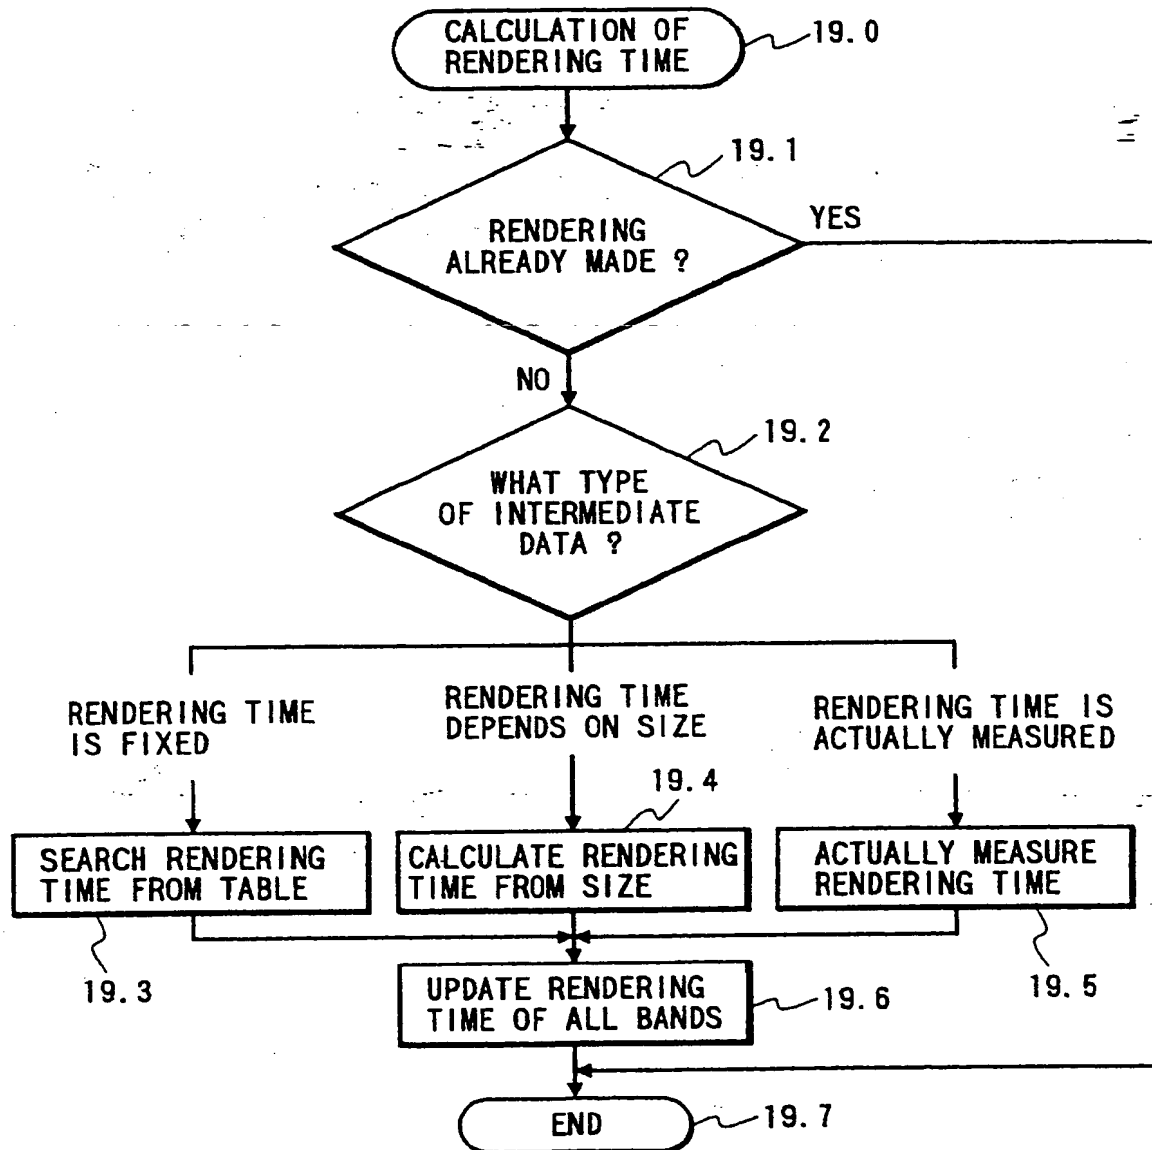 CALCULATION OF
RENDERING TIME
19.0
19.1
RENDERING
ALREADY MADE ?
YES
NO
19.2
WHAT TYPE
OF INTERMEDIATE
DATA ?
RENDERING TIME
IS FIXED
RENDERING TIME
DEPENDS ON SIZE
RENDERING TIME IS
ACTUALLY MEASURED
19.4
SEARCH RENDERING
TIME FROM TABLE
CALCULATE RENDERING
TIME FROM SIZE
ACTUALLY MEASURE
RENDERING TIME
19.3
19.5
UPDATE RENDERING
TIME OF ALL BANDS
19.6
END
19.7